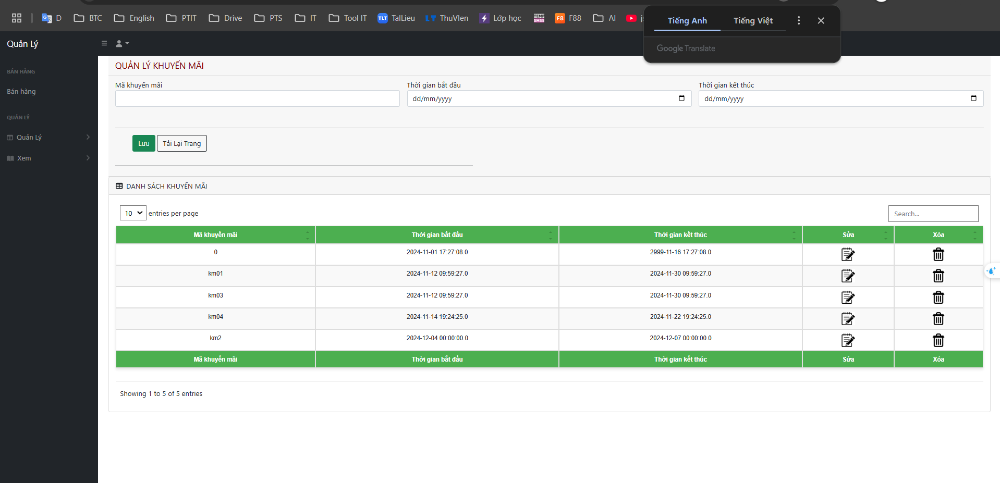 D BTC English PTIT Drive PTS IT Tool IT TLT TaiLieu LT ThuVien Lớp học TEMP SMSS F8 F88 AI
Tiếng Anh Tiếng Việt
Google Translate
Quản Lý
BÁN HÀNG
Bán hàng
QUẢN LÝ
Quản Lý
Xem
QUẢN LÝ KHUYẾN MÃI
Mã khuyến mãi Thời gian bắt đầu Thời gian kết thúc
dd/mm/yyyy dd/mm/yyyy
Lưu Tải Lại Trang
DANH SÁCH KHUYẾN MÃI
10 entries per page Search...
Mã khuyến mãi Thời gian bắt đầu Thời gian kết thúc Sửa Xóa
0 2024-11-01 17:27:08.0 2999-11-16 17:27:08.0
km01 2024-11-12 09:59:27.0 2024-11-30 09:59:27.0
km03 2024-11-12 09:59:27.0 2024-11-30 09:59:27.0
km04 2024-11-14 19:24:25.0 2024-11-22 19:24:25.0
km2 2024-12-04 00:00:00.0 2024-12-07 00:00:00.0
Mã khuyến mãi Thời gian bắt đầu Thời gian kết thúc Sửa Xóa
Showing 1 to 5 of 5 entries